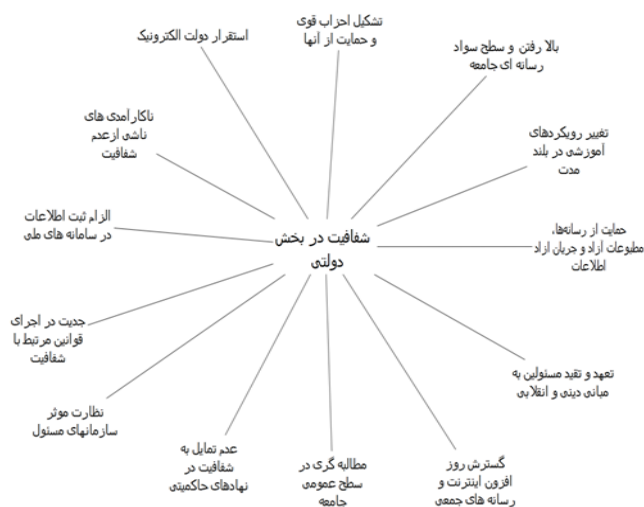 تشکیل احزاب قوی
و حمایت از آنها
بالا رفتن و سطح سواد
رسانه ای جامعه
تغییر رویکردهای
آموزشی در بلند
مدت
حمایت از رسانه‌ها،
مطبوعات آزاد و جریان ازاد
اطلاعات
تعهد و تقید مسئولین به
مبانی دینی و انقلابی
گسترش روز
افزون اینترنت و
رسانه های جمعی
مطالبه گری در
سطح عمومی
جامعه
عدم تمایل به
شفافیت در
نهادهای حاکمیتی
نظارت موثر
سازمانهای مسئول
جدیت در اجرای
قوانین مرتبط با
شفافیت
الزام ثبت اطلاعات
در سامانه های ملی
ناکارآمدی های
ناشی ازعدم
شفافیت
استقرار دولت الکترونیک
شفافیت در بخش
دولتی